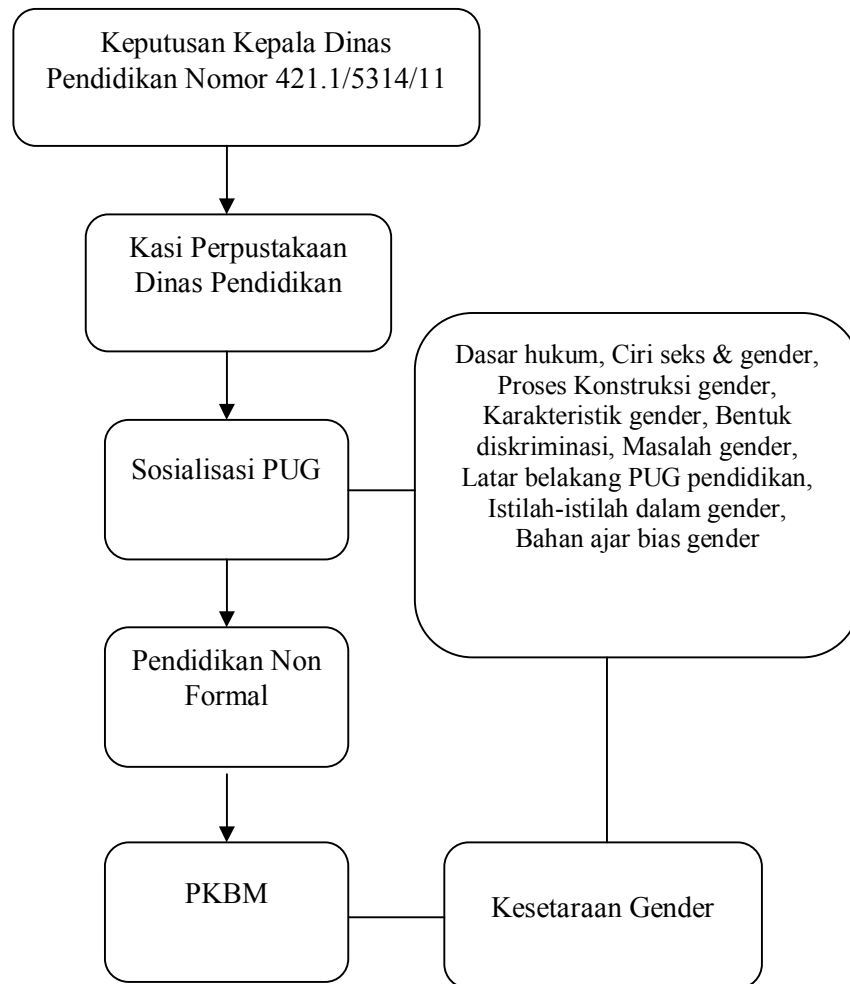 Keputusan Kepala Dinas
Pendidikan Nomor 421.1/5314/11
Kasi Perpustakaan
Dinas Pendidikan
Dasar hukum, Ciri seks & gender,
Proses Konstruksi gender,
Karakteristik gender, Bentuk
diskriminasi, Masalah gender,
Latar belakang PUG pendidikan,
Istilah-istilah dalam gender,
Bahan ajar bias gender
Sosialisasi PUG
Pendidikan Non
Formal
PKBM
Kesetaraan Gender